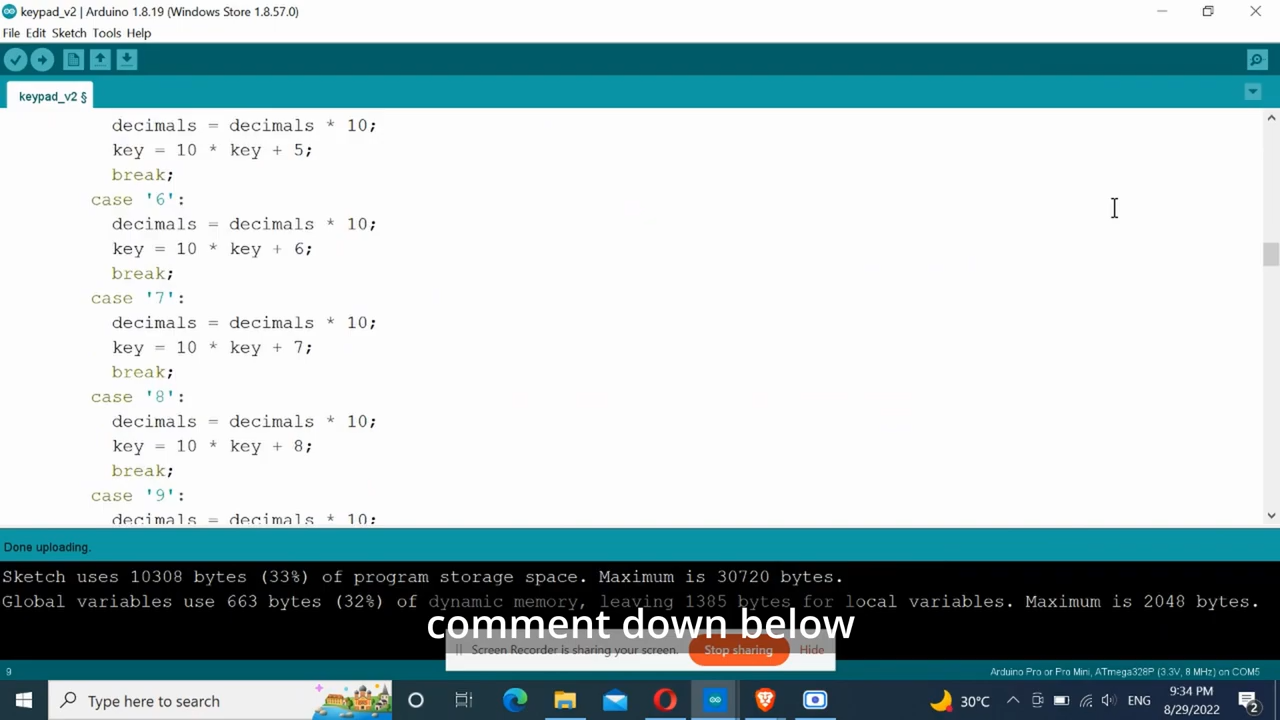 keypad_v2 | Arduino 1.8.19 (Windows Store 1.8.57.0)
File Edit Sketch Tools Help
keypad_v2 §
decimals = decimals * 10;
key = 10 * key + 5;
break;
case '6':
decimals = decimals * 10;
key = 10 * key + 6;
break;
case '7':
decimals = decimals * 10;
key = 10 * key + 7;
break;
case '8':
decimals = decimals * 10;
key = 10 * key + 8;
break;
case '9':
decimals = decimals * 10;
Done uploading.
Sketch uses 10308 bytes (33%) of program storage space. Maximum is 30720 bytes.
Global variables use 663 bytes (32%) of dynamic memory, leaving 1385 bytes for local variables. Maximum is 2048 bytes.
comment down below
Screen Recorder is sharing your screen. Stop sharing Hide
9 Arduino Pro or Pro Mini, ATmega328P (3.3V, 8 MHz) on COM5
Type here to search 30°C ENG 9:34 PM
8/29/2022 2